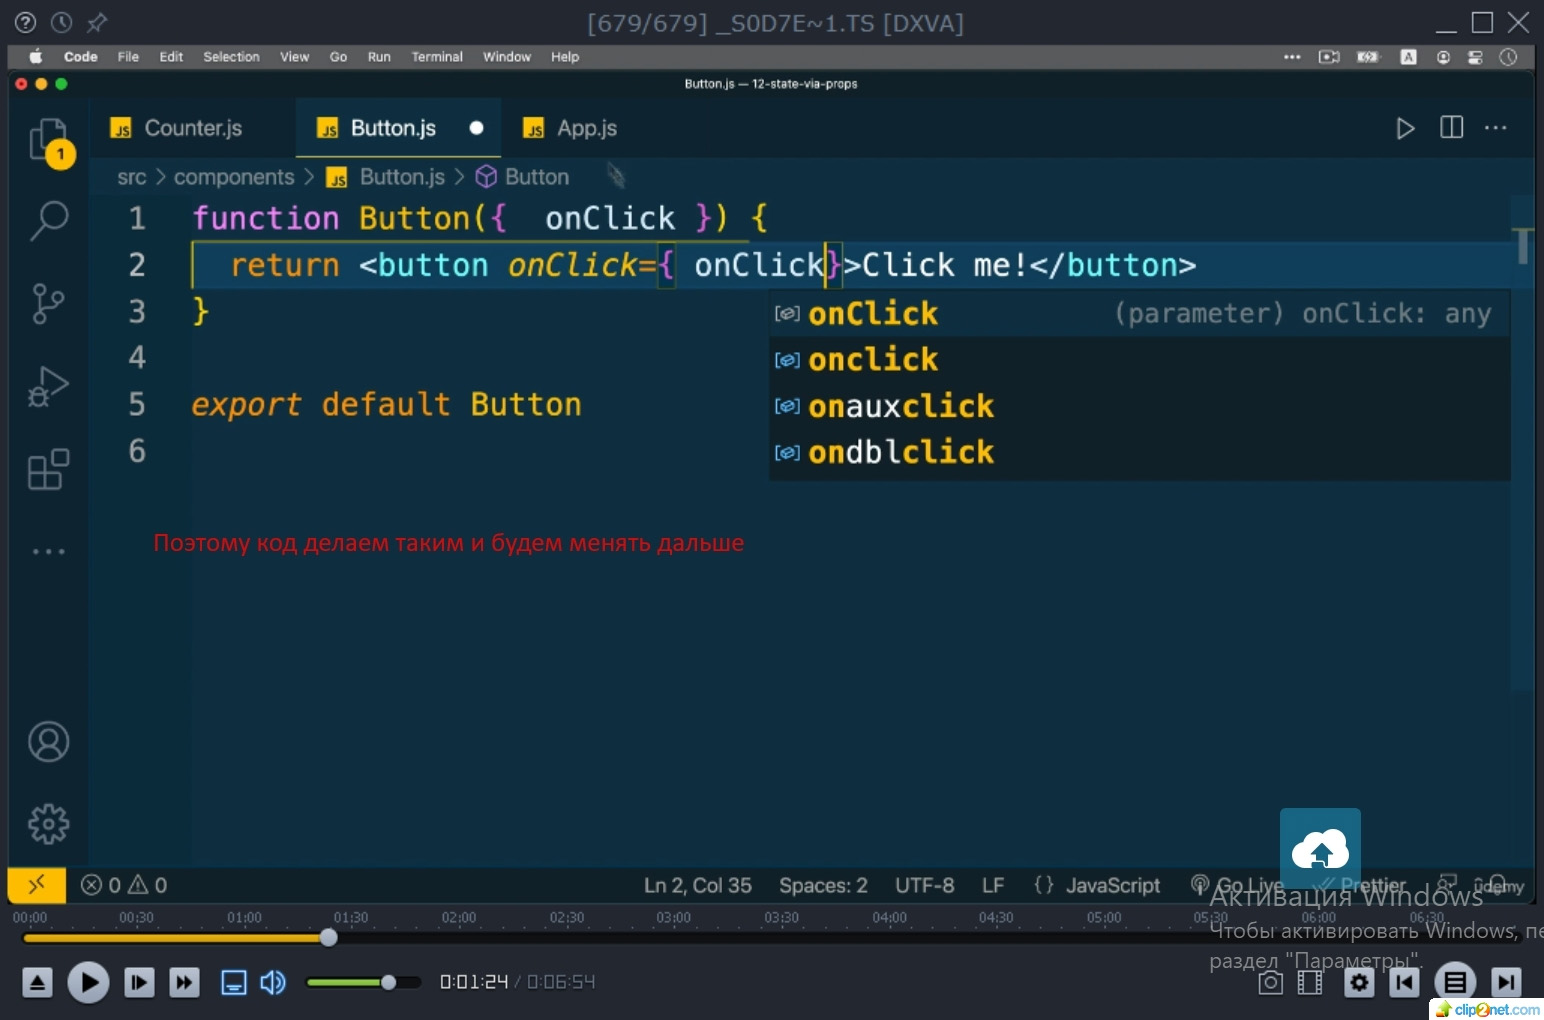 [679/679] _S0D7E~1.TS [DXVA]
Code File Edit Selection View Go Run Terminal Window Help
A
Button.js — 12-state-via-props
JS Counter.js JS Button.js JS App.js
1
src > components > JS Button.js > Button
1 function Button({  onClick }) {
2   return <button onClick={ onClick}>Click me!</button>
3 }
onClick (parameter) onClick: any
4
onclick
5 export default Button
onauxclick
6
ondblclick
Поэтому код делаем таким и будем менять дальше
0 0 Ln 2, Col 35 Spaces: 2 UTF-8 LF {} JavaScript Go Live Prettier ûdemy
Активация Windows
00:00 00:30 01:00 01:30 02:00 02:30 03:00 03:30 04:00 04:30 05:00 05:30 06:00 06:30
Чтобы активировать Windows, пе
раздел "Параметры".
0:01:24 / 0:06:54
clip2net.com